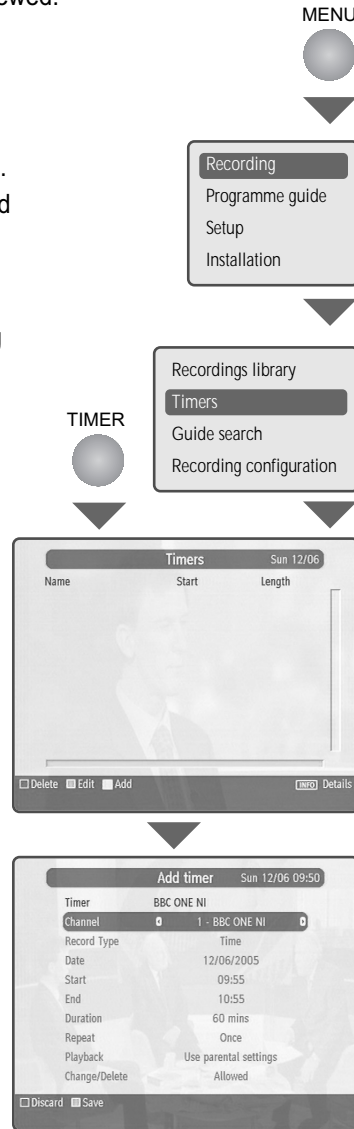 ewed.
MENU
.
d
Recording
Programme guide
Setup
Installation
g
Recordings library
Timers
Guide search
Recording configuration
TIMER
Timers Sun 12/06
Name Start Length
Delete Edit Add INFO Details
Add timer Sun 12/06 09:50
Timer BBC ONE NI
Channel 1 - BBC ONE NI
Record Type Time
Date 12/06/2005
Start 09:55
End 10:55
Duration 60 mins
Repeat Once
Playback Use parental settings
Change/Delete Allowed
Discard Save